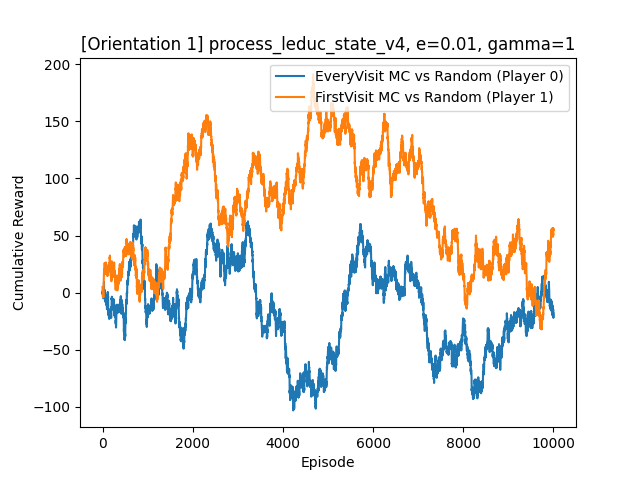 [Orientation 1] process_leduc_state_v4, e=0.01, gamma=1
EveryVisit MC vs Random (Player 0)
FirstVisit MC vs Random (Player 1)
200
150
100
50
0
−50
−100
Cumulative Reward
0 2000 4000 6000 8000 10000
Episode